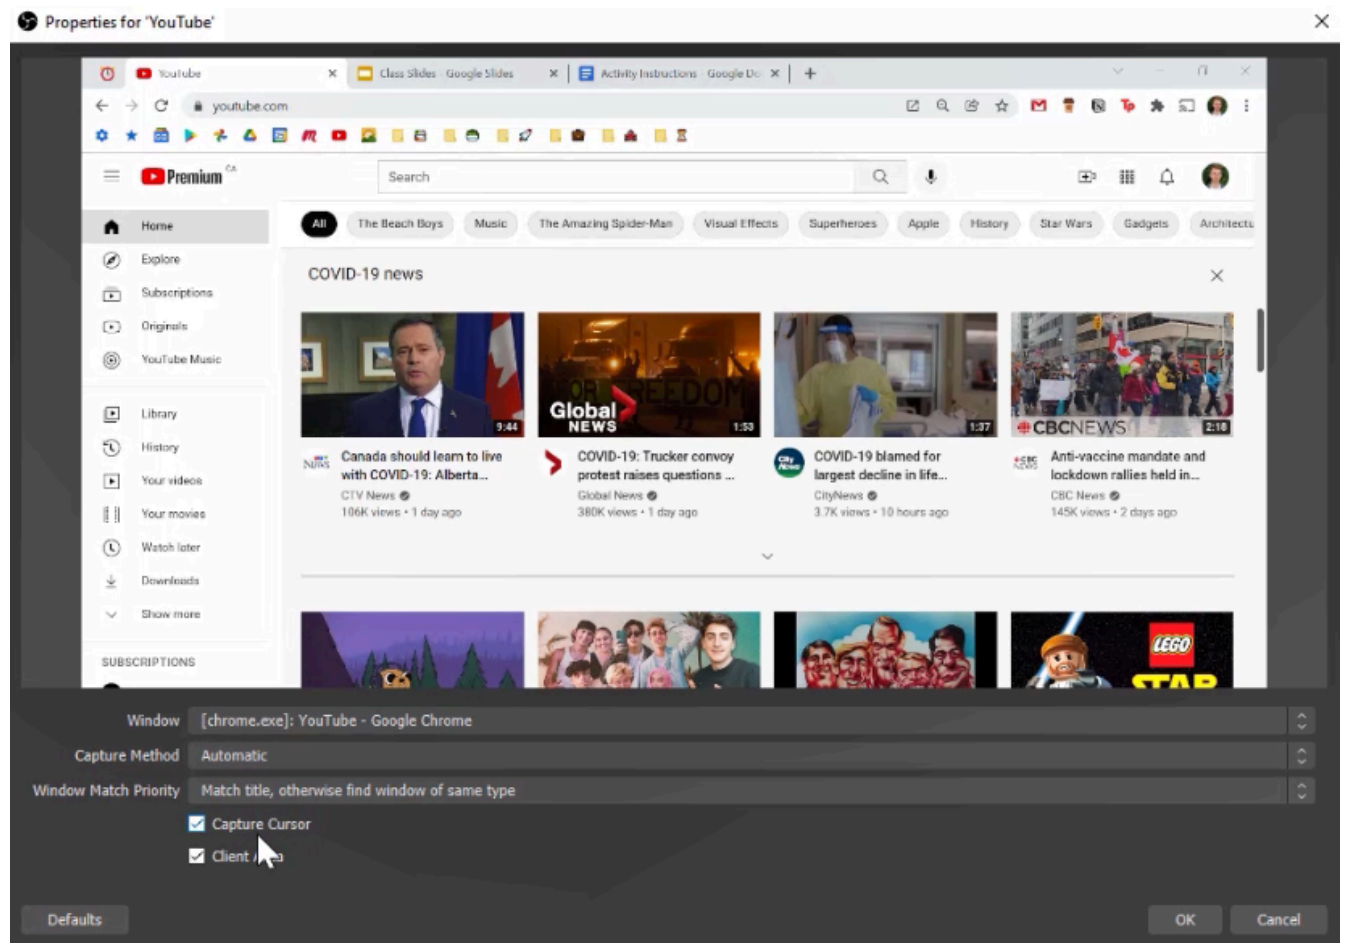 Properties for 'YouTube'
YouTube
Class Slides - Google Slides
Activity Instructions - Google Do
youtube.com
Premium CA
Search
Home
All
The Beach Boys
Music
The Amazing Spider-Man
Visual Effects
Superheroes
Apple
History
Star Wars
Gadgets
Architectu
Explore
Subscriptions
Originals
YouTube Music
Library
History
Your videos
Your movies
Watch later
Downloads
Show more
SUBSCRIPTIONS
COVID-19 news
9:44
Canada should learn to live
with COVID-19: Alberta...
CTV News
106K views • 1 day ago
FOR FREEDOM
Global
NEWS
1:53
COVID-19: Trucker convoy
protest raises questions ...
Global News
380K views • 1 day ago
1:37
City
News
COVID-19 blamed for
largest decline in life...
CityNews
3.7K views • 10 hours ago
CBCNEWS
2:18
Anti-vaccine mandate and
lockdown rallies held in...
CBC News
145K views • 2 days ago
LEGO
STAR
Window
[chrome.exe]: YouTube - Google Chrome
Capture Method
Automatic
Window Match Priority
Match title, otherwise find window of same type
Capture Cursor
Client
Defaults
OK
Cancel